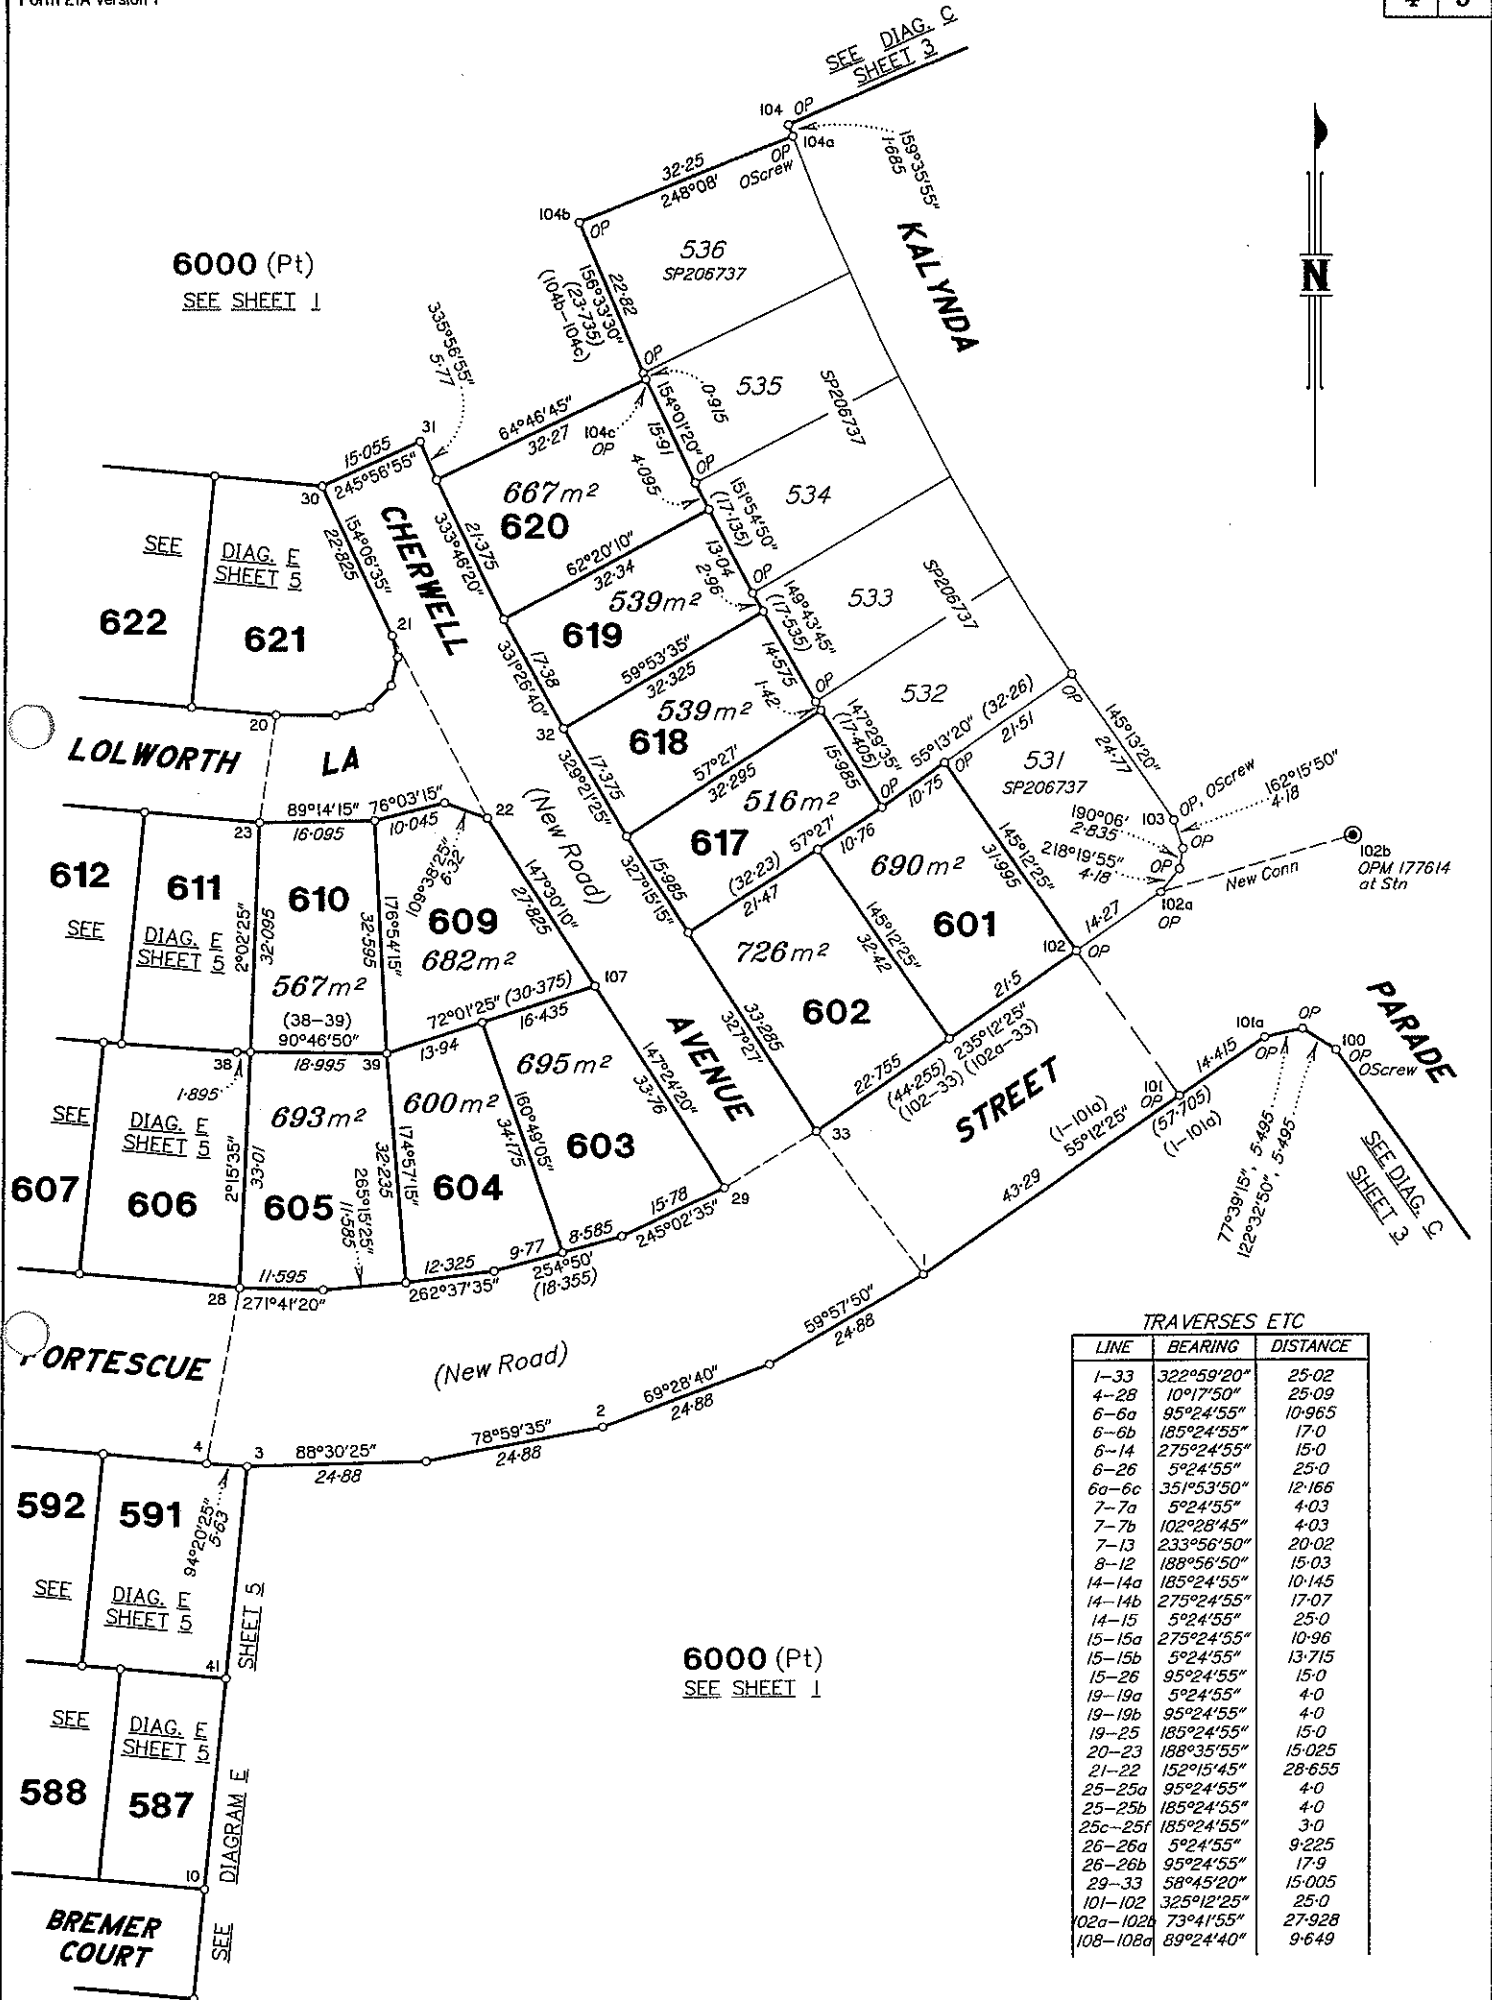 Form 21A Version 1
4 5
SEE DIAG. C
SHEET 3
104
OP
104a
OP
OScrew
159°35'55"
1·685
32·25
248°08'
104b
OP
536
SP206737
KALYNDA
N
6000 (Pt)
SEE SHEET 1
22·82
156°33'30"
(23·735)
(104b–104c)
335°56'55"
5·77
OP
0·915
535
SP206737
154°01'20"
15·91
104c
OP
64°46'45"
32·27
31
15·055
245°56'55"
30
154°06'35"
22·825
CHERWELL
667m²
620
21·375
333°46'20"
OP
4·095
534
151°54'50"
(17·135)
13·04
62°20'10"
32·34
SEE
DIAG. E
SHEET 5
622
621
21
539m²
619
17·38
331°26'40"
OP
2·96
533
SP206737
149°43'45"
(17·535)
14·575
59°53'35"
32·325
20
LOLWORTH LA
32
539m²
618
17·375
329°21'25"
OP
1·42
532
147°29'35"
(17·405)
15·985
55°13'20" (32·26)
21·51
OP
57°27'
32·295
(New Road)
516m²
617
OP
10·75
OP
531
SP206737
145°13'20"
24·77
OP, OScrew
162°15'50"
4·18
103
190°06'
2·835
OP
218°19'55"
4·18
OP
102b
OPM 177614
at Stn
New Conn
102a
OP
89°14'15"
16·095
76°03'15"
10·045
22
109°38'25"
6·32
23
612
SEE
611
DIAG. E
SHEET 5
2°02'25"
32·095
610
567m²
176°54'15"
32·595
609
682m²
147°30'10"
27·825
15·985
327°15'15"
57°27'
(32·23)
21·47
10·76
690m²
601
145°12'25"
31·995
14·27
102
OP
726m²
602
145°12'25"
32·42
21·5
235°12'25"
(102a–33)
(44·255)
(102–33)
22·755
33·285
327°27'
107
72°01'25" (30·375)
16·435
13·94
(38–39)
90°46'50"
18·995
38
39
1·895
AVENUE
147°24'20"
33·76
695m²
603
160°49'05"
34·175
600m²
604
174°57'15"
32·235
693m²
605
265°15'25"
11·585
2°15'35"
33·01
SEE
DIAG. E
SHEET 5
607
606
PARADE
101a
OP
100
OP
OScrew
14·415
101
OP
(57·705)
(1–101a)
(1–101a)
55°12'25"
43·29
77°39'15", 5·495
122°32'50", 5·495
SEE DIAG. C
SHEET 3
STREET
33
29
15·78
245°02'35"
8·585
254°50'
(18·355)
9·77
12·325
262°37'35"
11·595
271°41'20"
28
1
59°57'50"
24·88
FORTESCUE
(New Road)
69°28'40"
24·88
2
78°59'35"
24·88
88°30'25"
24·88
4
3
94°20'25"
5·63
592
591
SEE
DIAG. E
SHEET 5
SHEET 5
41
SEE
DIAG. E
SHEET 5
588
587
DIAGRAM E
10
SEE
BREMER
COURT
6000 (Pt)
SEE SHEET 1
TRAVERSES ETC
LINE BEARING DISTANCE
1–33 322°59'20" 25·02
4–28 10°17'50" 25·09
6–6a 95°24'55" 10·965
6–6b 185°24'55" 17·0
6–14 275°24'55" 15·0
6–26 5°24'55" 25·0
6a–6c 351°53'50" 12·166
7–7a 5°24'55" 4·03
7–7b 102°28'45" 4·03
7–13 233°56'50" 20·02
8–12 188°56'50" 15·03
14–14a 185°24'55" 10·145
14–14b 275°24'55" 17·07
14–15 5°24'55" 25·0
15–15a 275°24'55" 10·96
15–15b 5°24'55" 13·715
15–26 95°24'55" 15·0
19–19a 5°24'55" 4·0
19–19b 95°24'55" 4·0
19–25 185°24'55" 15·0
20–23 188°35'55" 15·025
21–22 152°15'45" 28·655
25–25a 95°24'55" 4·0
25–25b 185°24'55" 4·0
25c–25f 185°24'55" 3·0
26–26a 5°24'55" 9·225
26–26b 95°24'55" 17·9
29–33 58°45'20" 15·005
101–102 325°12'25" 25·0
102a–102b 73°41'55" 27·928
108–108a 89°24'40" 9·649